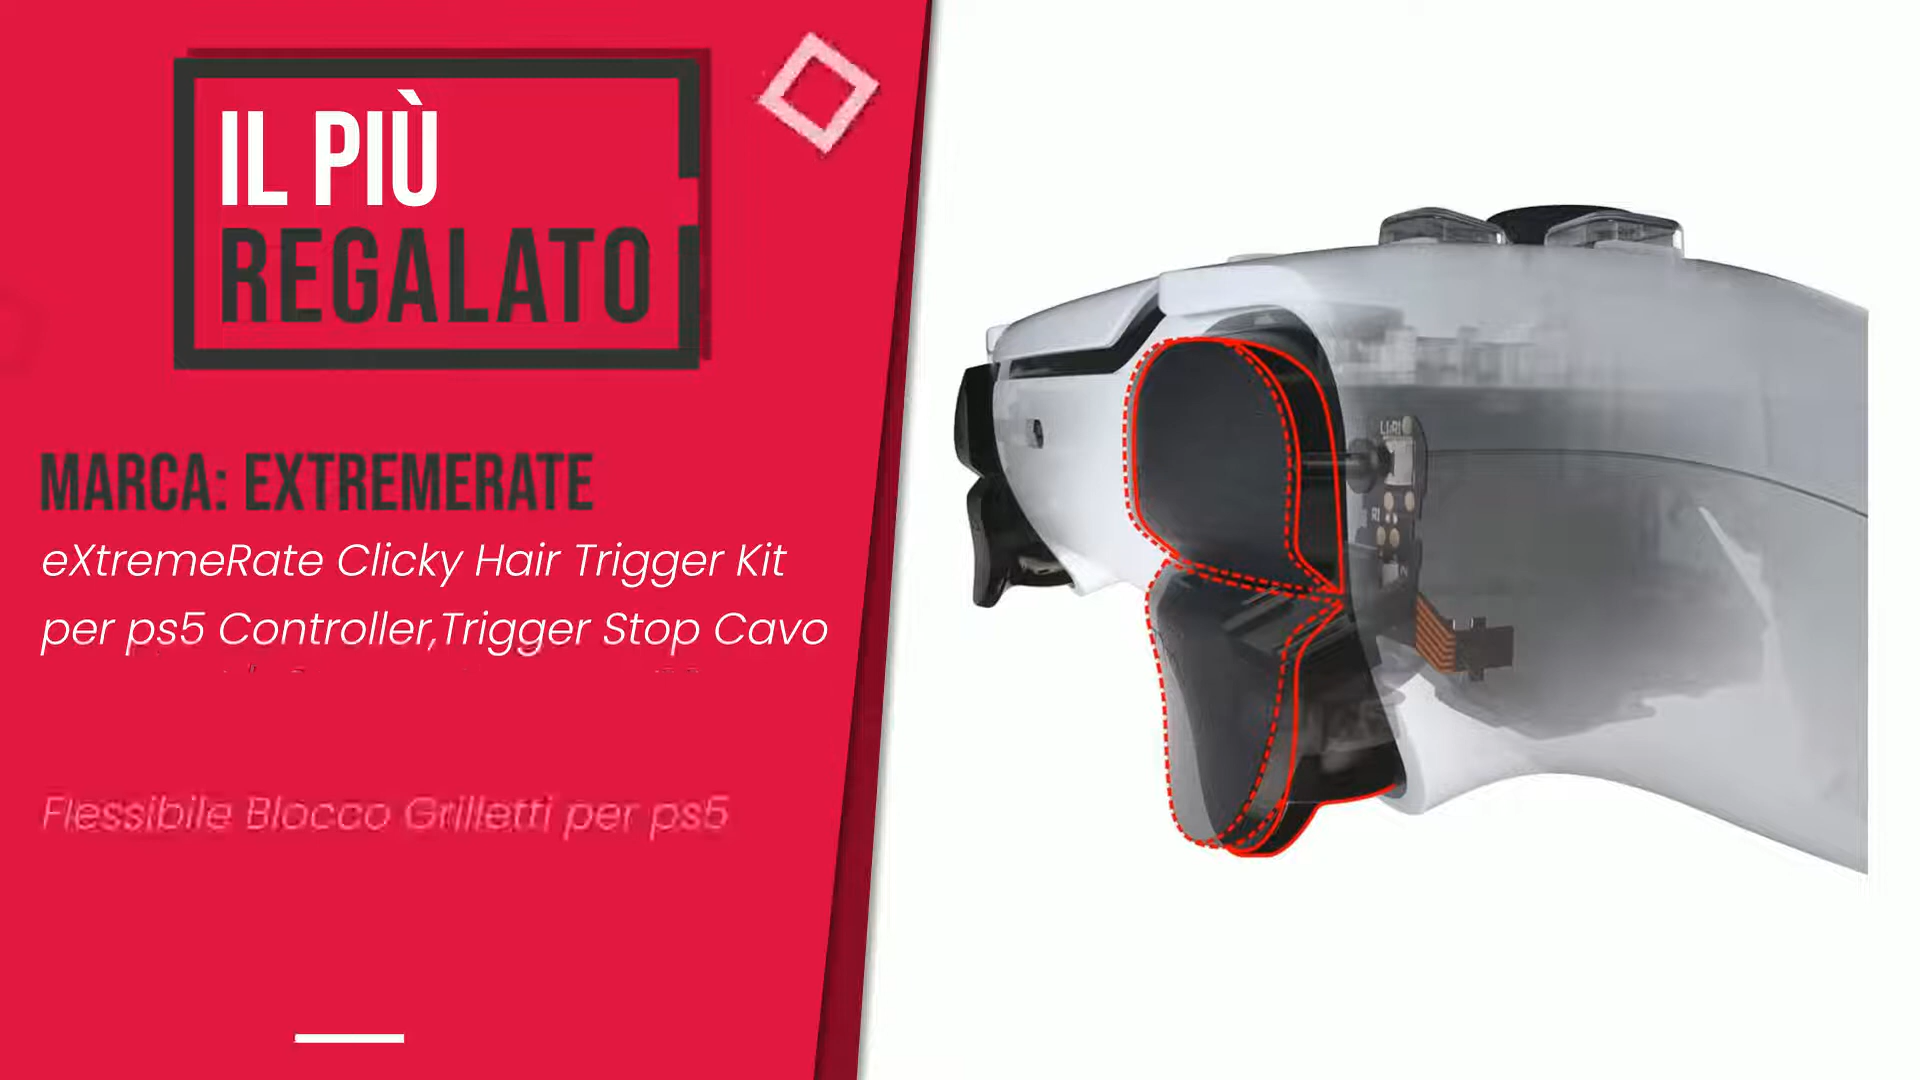 IL PIÙ
REGALATO
MARCA: EXTREMERATE
eXtremeRate Clicky Hair Trigger Kit
per ps5 Controller,Trigger Stop Cavo
Flessibile Blocco Grilletti per ps5
R1